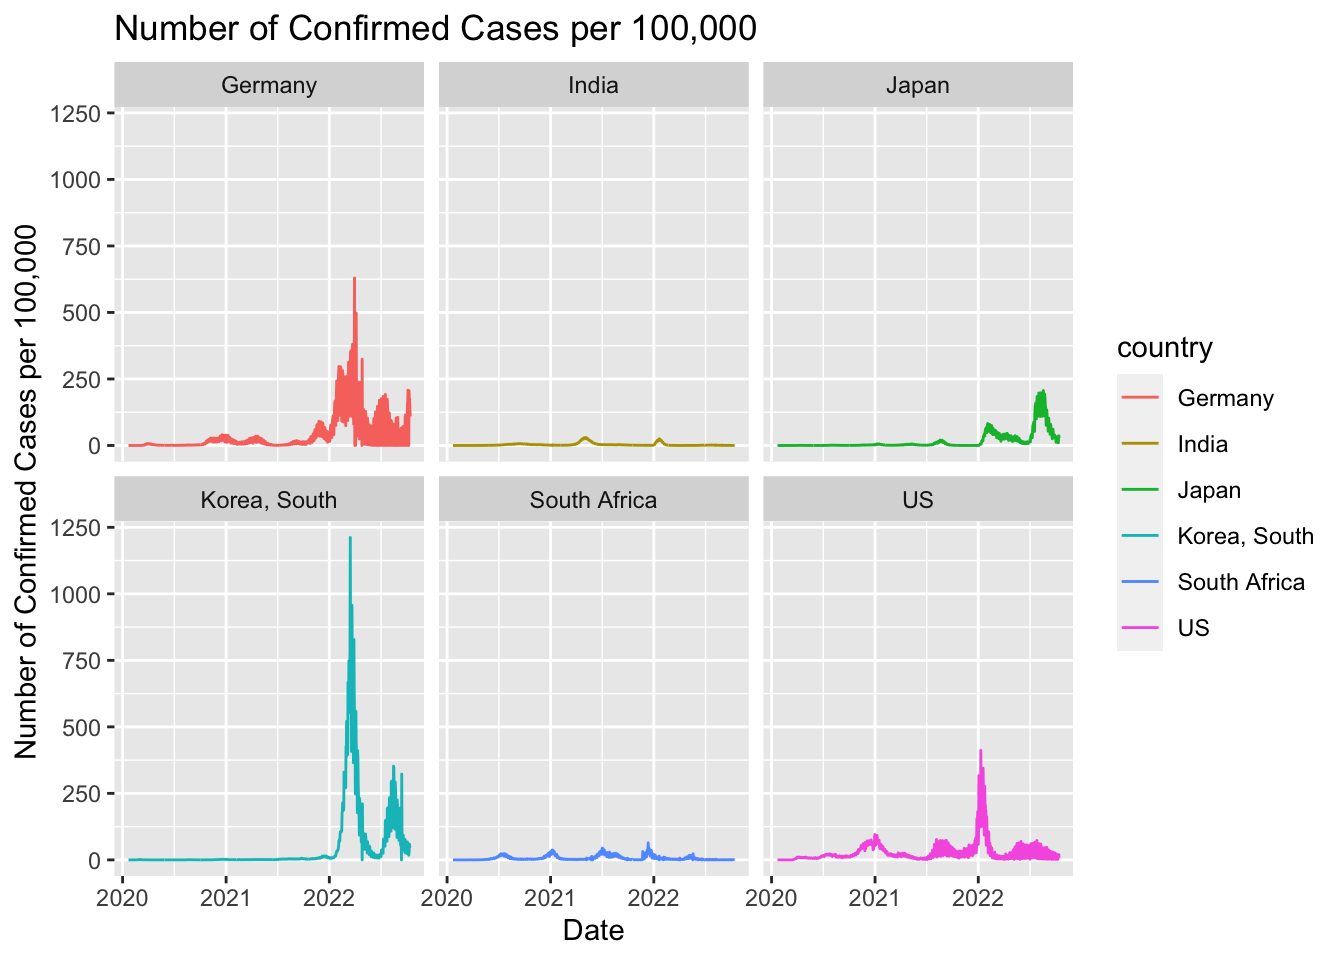 Number of Confirmed Cases per 100,000
Germany
India
Japan
1250
1000
750
500
250
0
Korea, South
South Africa
US
1250
1000
750
500
250
0
2020
2021
2022
2020
2021
2022
2020
2021
2022
Date
Number of Confirmed Cases per 100,000
country
Germany
India
Japan
Korea, South
South Africa
US